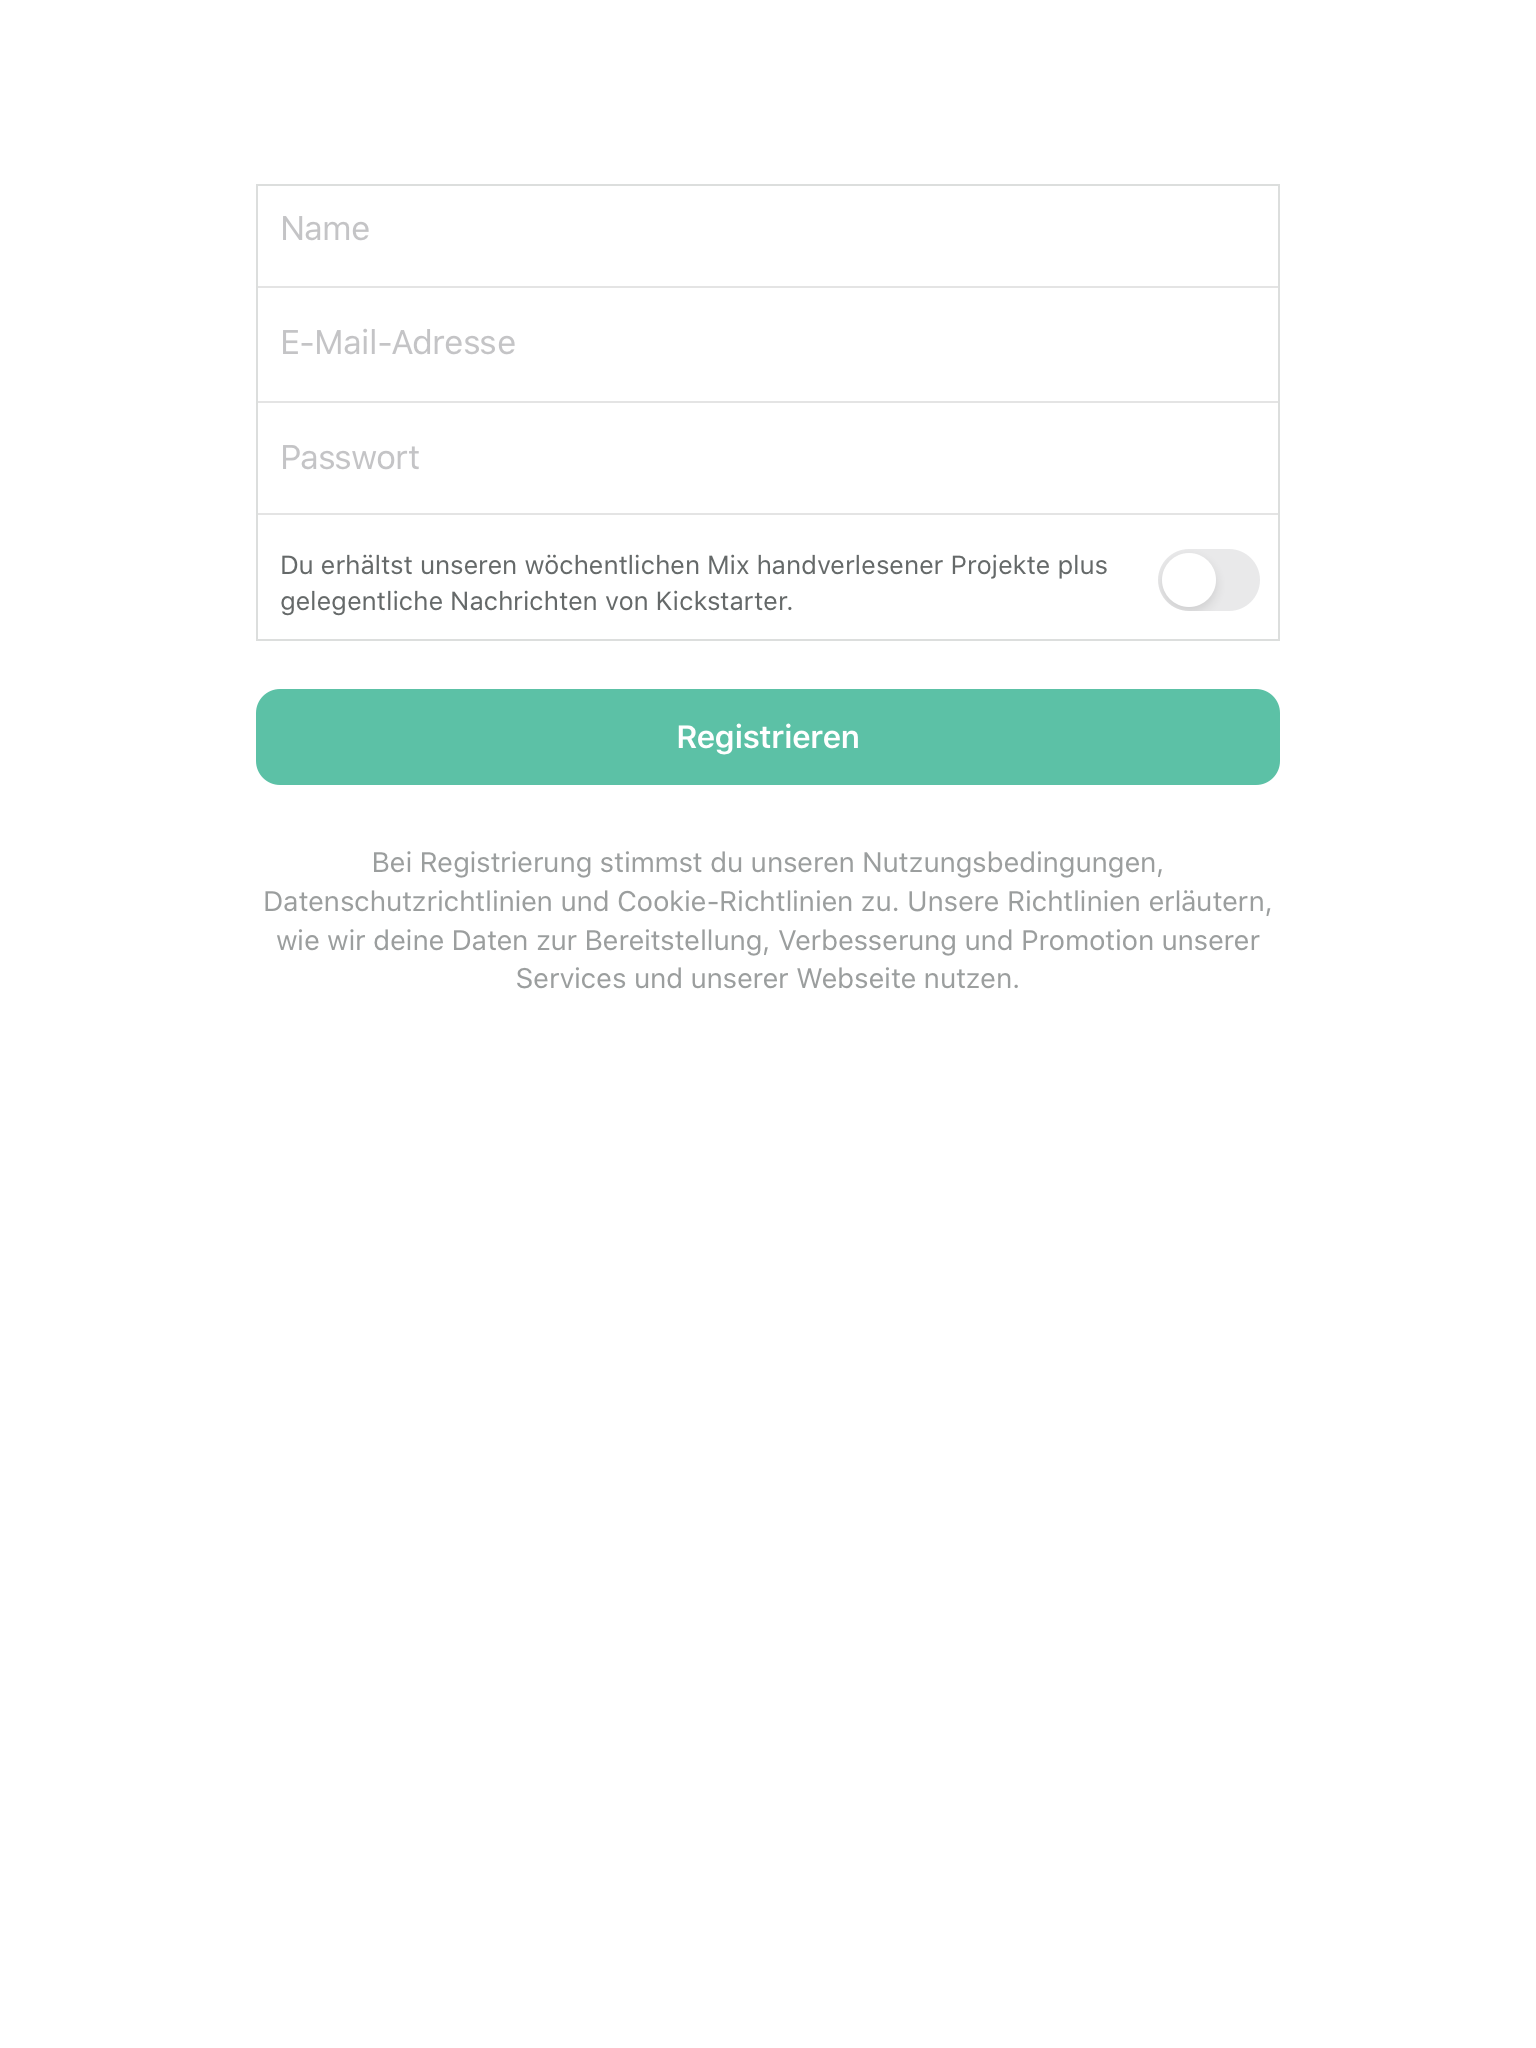 Name
E-Mail-Adresse
Passwort
Du erhältst unseren wöchentlichen Mix handverlesener Projekte plus
gelegentliche Nachrichten von Kickstarter.
Registrieren
Bei Registrierung stimmst du unseren Nutzungsbedingungen,
Datenschutzrichtlinien und Cookie-Richtlinien zu. Unsere Richtlinien erläutern,
wie wir deine Daten zur Bereitstellung, Verbesserung und Promotion unserer
Services und unserer Webseite nutzen.